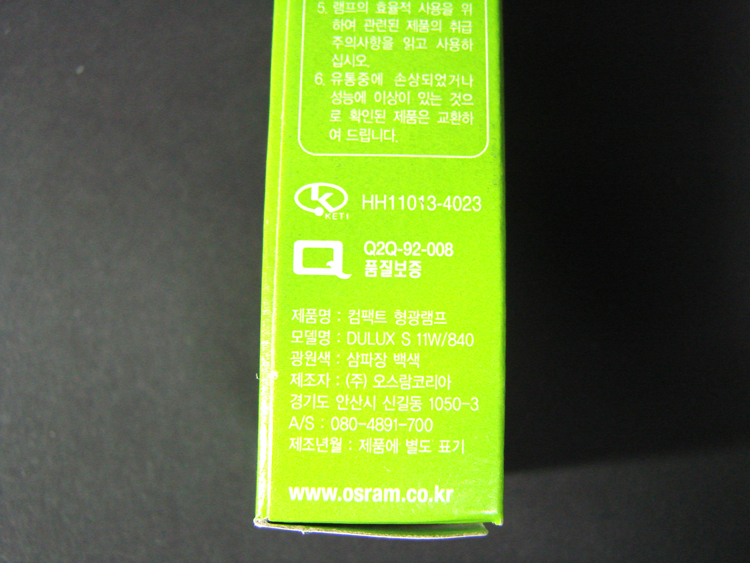 5. 램프의 효율적 사용을 위
하여 관련된 제품의 취급
주의사항을 읽고 사용하
십시오.
6. 유통중에 손상되었거나
성능에 이상이 있는 것으
로 확인된 제품은 교환하
여 드립니다.
K KETI HH11013-4023
Q Q2Q-92-008
품질보증
제품명 : 컴팩트 형광램프
모델명 : DULUX S 11W/840
광원색 : 삼파장 백색
제조자 : (주) 오스람코리아
경기도 안산시 신길동 1050-3
A/S : 080-4891-700
제조년월 : 제품에 별도 표기
www.osram.co.kr